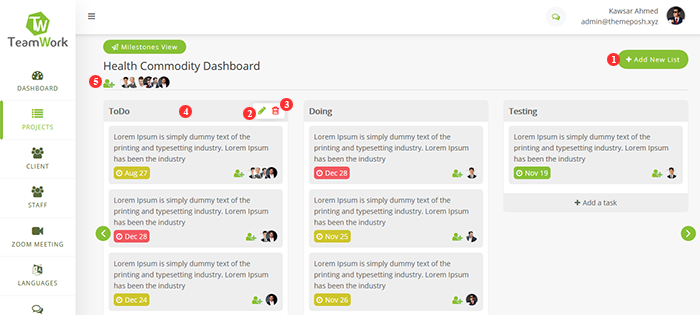 TW
TeamWork
DASHBOARD
PROJECTS
CLIENT
STAFF
ZOOM MEETING
LANGUAGES
Kawsar Ahmed
admin@themeposh.xyz
Milestones View
Health Commodity Dashboard
1
+ Add New List
5
ToDo
4
2
3
Lorem Ipsum is simply dummy text of the
printing and typesetting industry. Lorem Ipsum
has been the industry
Aug 27
Lorem Ipsum is simply dummy text of the
printing and typesetting industry. Lorem Ipsum
has been the industry
Dec 28
Lorem Ipsum is simply dummy text of the
printing and typesetting industry. Lorem Ipsum
has been the industry
Dec 24
Doing
Lorem Ipsum is simply dummy text of the
printing and typesetting industry. Lorem Ipsum
has been the industry
Dec 28
Lorem Ipsum is simply dummy text of the
printing and typesetting industry. Lorem Ipsum
has been the industry
Nov 25
Lorem Ipsum is simply dummy text of the
printing and typesetting industry. Lorem Ipsum
has been the industry
Nov 26
Testing
Lorem Ipsum is simply dummy text of the
printing and typesetting industry. Lorem Ipsum
has been the industry
Nov 19
+ Add a task